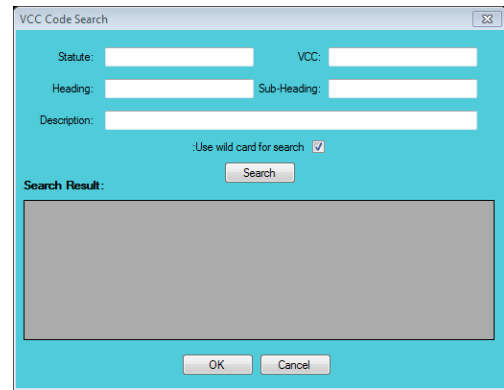 VCC Code Search
Statute: VCC:
Heading: Sub-Heading:
Description:
:Use wild card for search
Search
Search Result:
OK Cancel